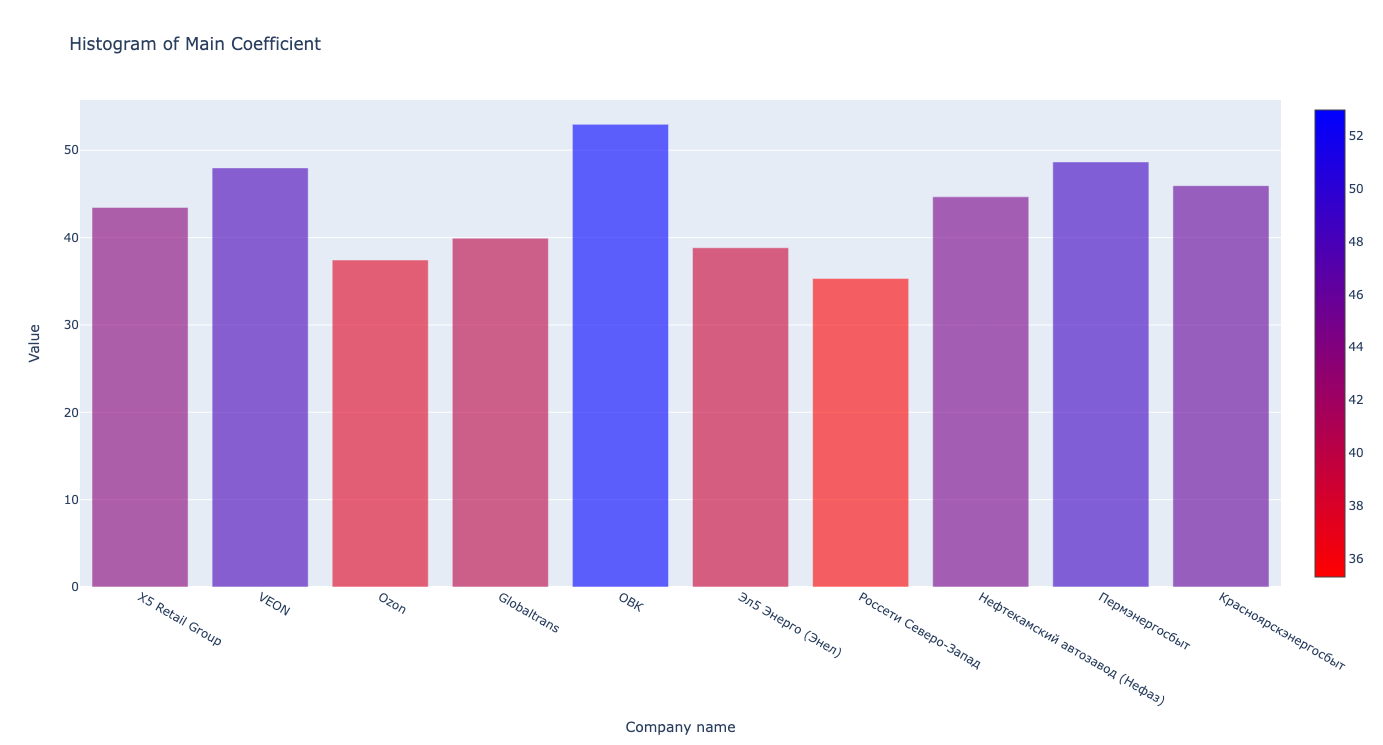 Histogram of Main Coefficient
50
40
30
20
10
0
Value
X5 Retail Group
VEON
Ozon
Globaltrans
ОВК
Эл5 Энерго (Энел)
Россети Северо-Запад
Нефтекамский автозавод (Нефаз)
Пермэнергосбыт
Красноярскэнергосбыт
Company name
52
50
48
46
44
42
40
38
36